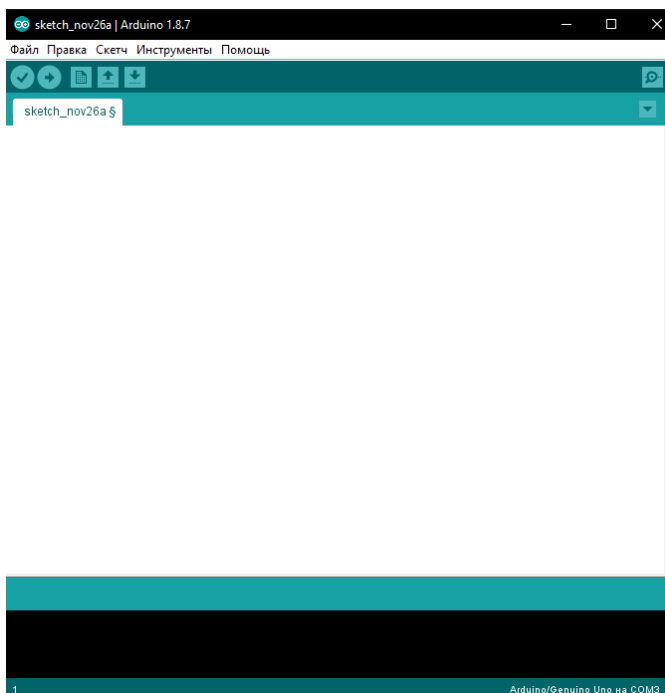 sketch_nov26a | Arduino 1.8.7
Файл Правка Скетч Инструменты Помощь
sketch_nov26a §
1
Arduino/Genuino Uno на COM3